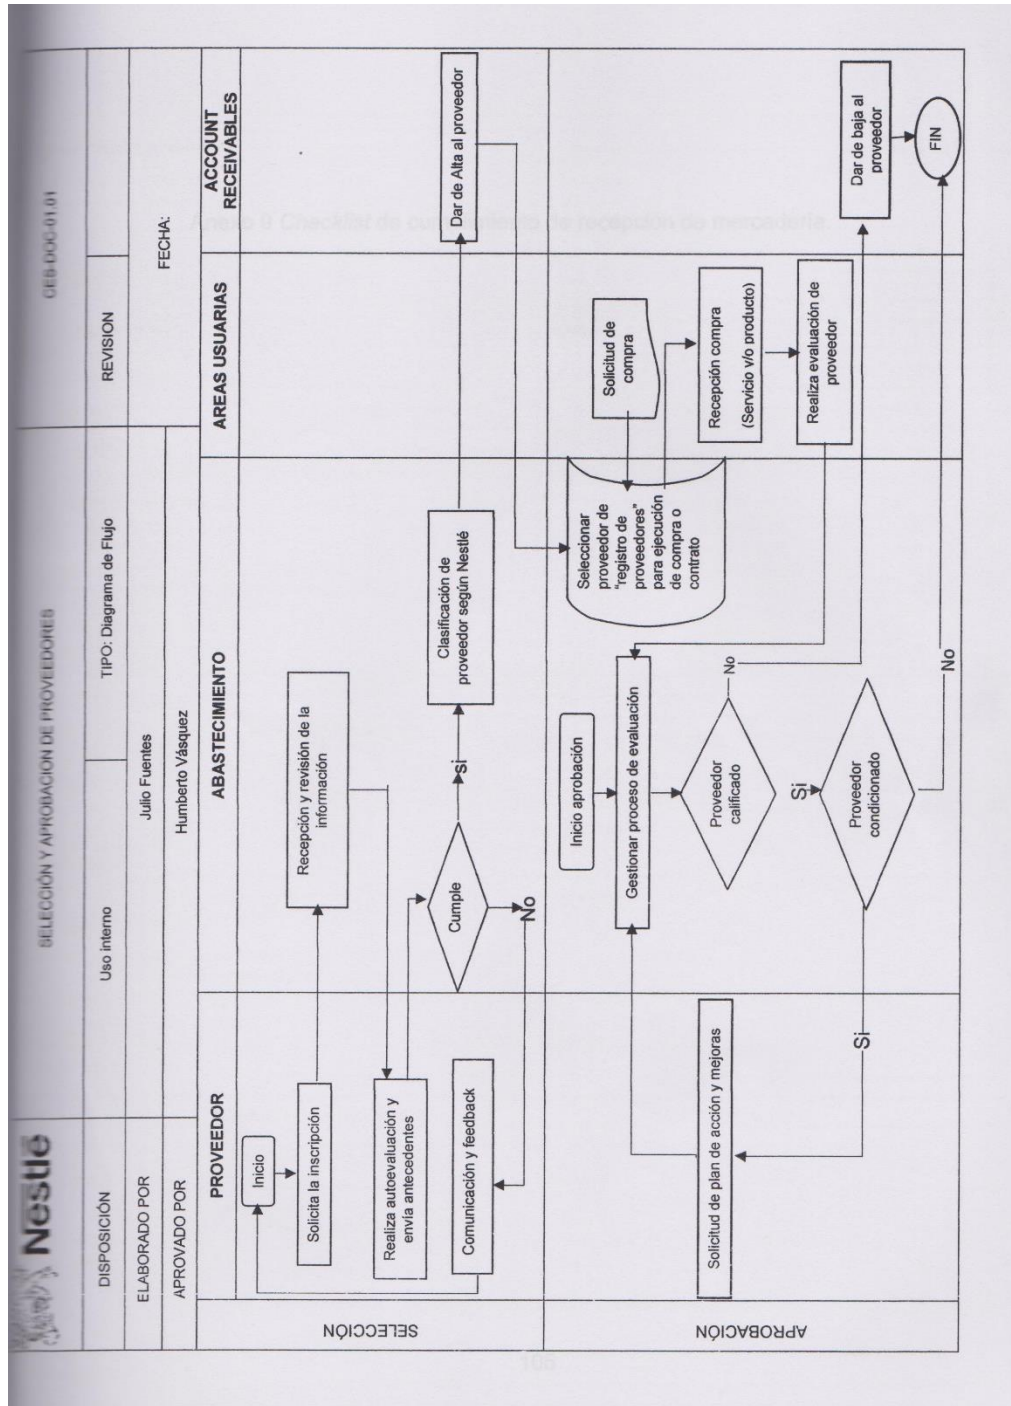 Nestlé
SELECCIÓN Y APROBACION DE PROVEEDORES
GES-DOC-01.01
DISPOSICIÓN
Uso interno
TIPO: Diagrama de Flujo
REVISION
ELABORADO POR
Julio Fuentes
FECHA:
APROVADO POR
Humberto Vásquez
PROVEEDOR
ABASTECIMIENTO
AREAS USUARIAS
ACCOUNT
RECEIVABLES
SELECCIÓN
Inicio
Solicita la inscripción
Recepción y revisión de la
información
Realiza autoevaluación y
envía antecedentes
Cumple
si
Clasificación de
proveedor según Nestlé
Dar de Alta al proveedor
No
Comunicación y feedback
APROBACIÓN
Solicitud de
compra
Seleccionar
proveedor de
"registro de
proveedores"
para ejecución
de compra o
contrato
Recepción compra
(Servicio v/o producto)
Realiza evaluación de
proveedor
Inicio aprobación
Gestionar proceso de evaluación
Proveedor
calificado
No
Si
Dar de baja al
proveedor
Proveedor
condicionado
No
FIN
Si
Solicitud de plan de acción y mejoras
Anexo 9 Checklist de cumplimiento de recepción de mercadería.
105